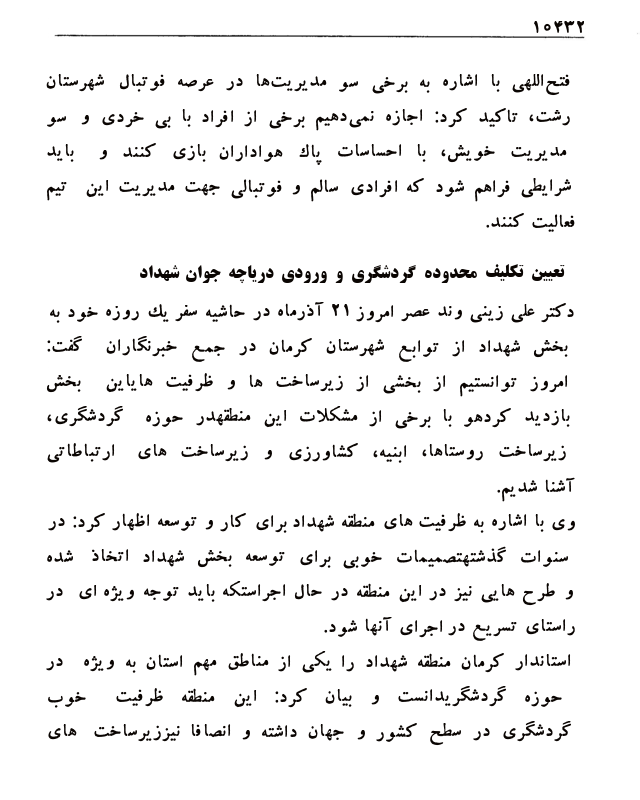 ۱۰۴۳۲
فتح‌اللهی با اشاره به برخی سو مدیریت‌ها در عرصه فوتبال شهرستان
رشت، تاکید کرد: اجازه نمی‌دهیم برخی از افراد با بی خردی و سو
مدیریت خویش، با احساسات پاک هواداران بازی کنند و باید
شرایطی فراهم شود که افرادی سالم و فوتبالی جهت مدیریت این تیم
فعالیت کنند.
تعیین تکلیف محدوده گردشگری و ورودی دریاچه جوان شهداد
دکتر علی زینی وند عصر امروز ۲۱ آذرماه در حاشیه سفر یك روزه خود به
بخش شهداد از توابع شهرستان کرمان در جمع خبرنگاران گفت:
امروز توانستیم از بخشی از زیرساخت ها و ظرفیت هایاین بخش
بازدید کردهو با برخی از مشکلات این منطقهدر حوزه گردشگری،
زیرساخت روستاها، ابنیه، کشاورزی و زیرساخت های ارتباطاتی
آشنا شدیم.
وی با اشاره به ظرفیت های منطقه شهداد برای کار و توسعه اظهار کرد: در
سنوات گذشتهتصمیمات خوبی برای توسعه بخش شهداد اتخاذ شده
و طرح هایی نیز در این منطقه در حال اجراستکه باید توجه ویژه ای در
راستای تسریع در اجرای آنها شود.
استاندار کرمان منطقه شهداد را یکی از مناطق مهم استان به ویژه در
حوزه گردشگریدانست و بیان کرد: این منطقه ظرفیت خوب
گردشگری در سطح کشور و جهان داشته و انصافا نیززیرساخت های